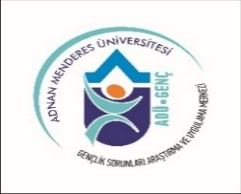 ADNAN MENDERES ÜNİVERSİTESİ
ADÜ-GENÇ
GENÇLİK SORUNLARI ARAŞTIRMA VE UYGULAMA MERKEZİ